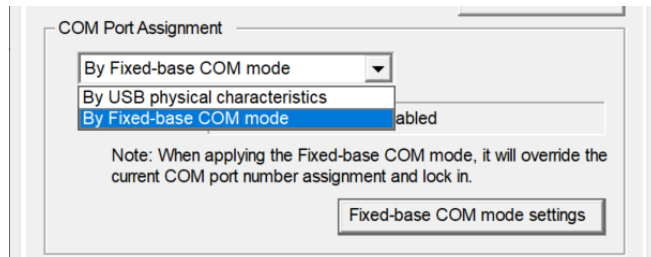 COM Port Assignment
By Fixed-base COM mode
By USB physical characteristics
By Fixed-base COM mode
abled
Note: When applying the Fixed-base COM mode, it will override the
current COM port number assignment and lock in.
Fixed-base COM mode settings